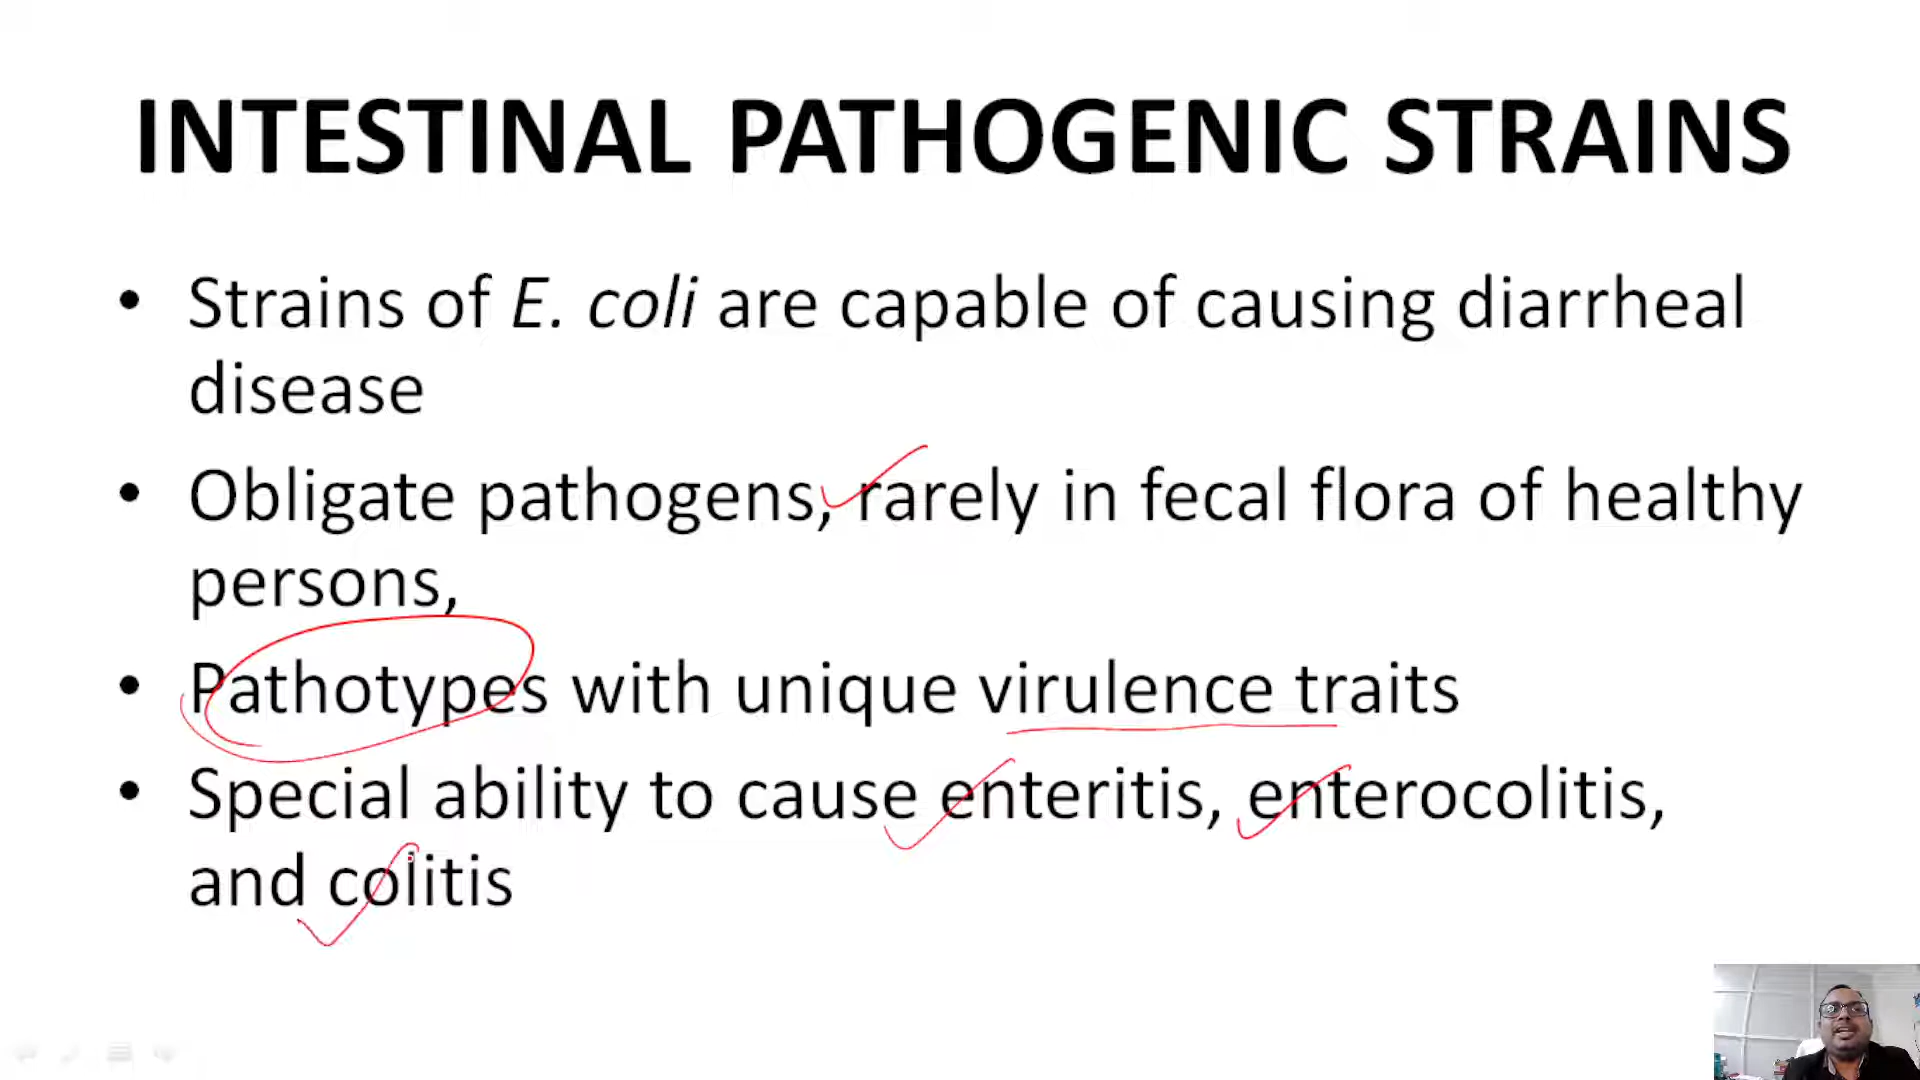 INTESTINAL PATHOGENIC STRAINS
• Strains of E. coli are capable of causing diarrheal
disease
• Obligate pathogens, rarely in fecal flora of healthy
persons,
• Pathotypes with unique virulence traits
• Special ability to cause enteritis, enterocolitis,
and colitis